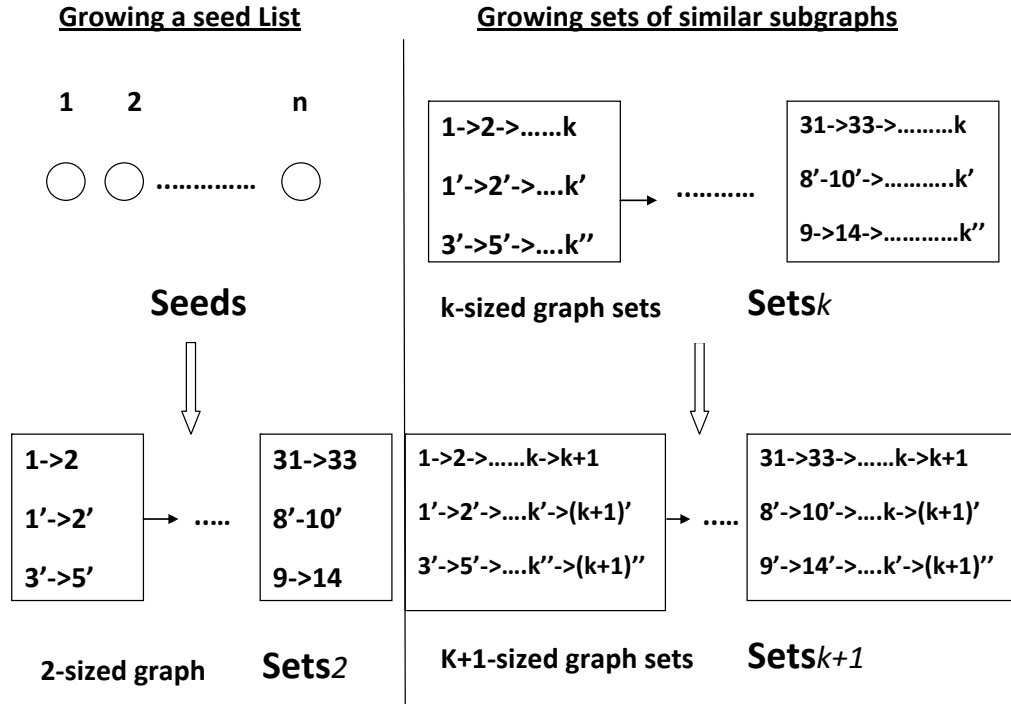 Growing a seed List
1 2 n
..............
Seeds
1->2
1'->2'
3'->5'
.....
31->33
8'-10'
9->14
2-sized graph Sets2
Growing sets of similar subgraphs
1->2->......k
1'->2'->....k'
3'->5'->....k''
...........
31->33->.........k
8'-10'->...........k'
9->14->............k''
k-sized graph sets Setsk
1->2->......k->k+1
1'->2'->....k'->(k+1)'
3'->5'->....k''->(k+1)''
.....
31->33->......k->k+1
8'->10'->....k->(k+1)'
9'->14'->....k'->(k+1)''
K+1-sized graph sets Setsk+1